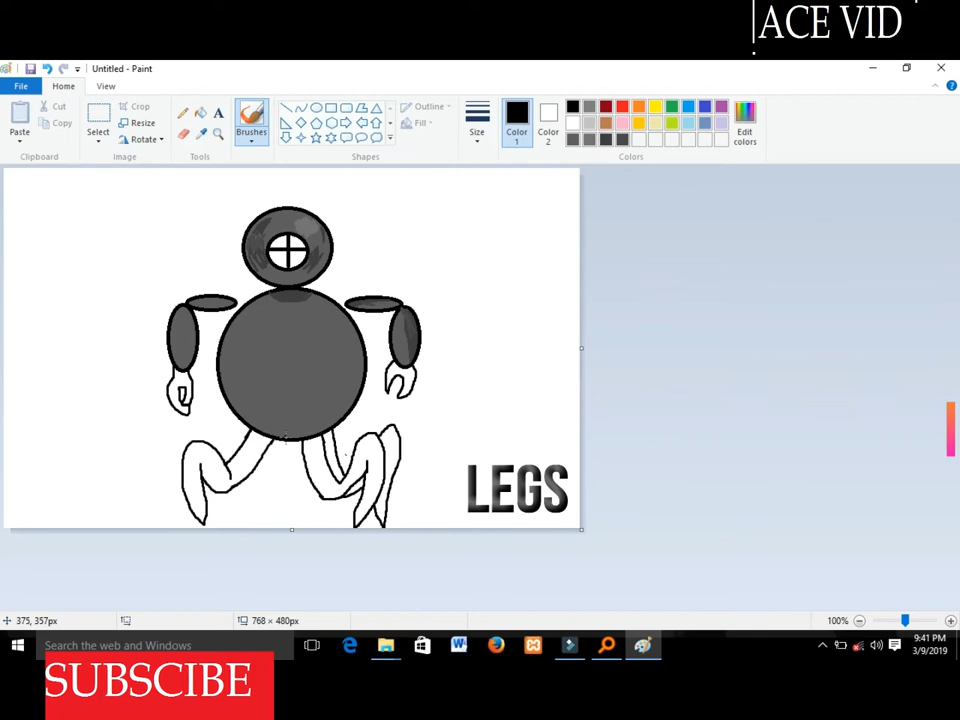 ACE VID
Untitled - Paint
File Home View
Paste
Cut
Copy
Clipboard
Select
Crop
Resize
Rotate
Image
A
Tools
Brushes
Outline
Fill
Shapes
Size
Color
1
Color
2
Edit
colors
Colors
LEGS
375, 357px
768 × 480px
100%
Search the web and Windows
9:41 PM
3/9/2019
SUBSCIBE